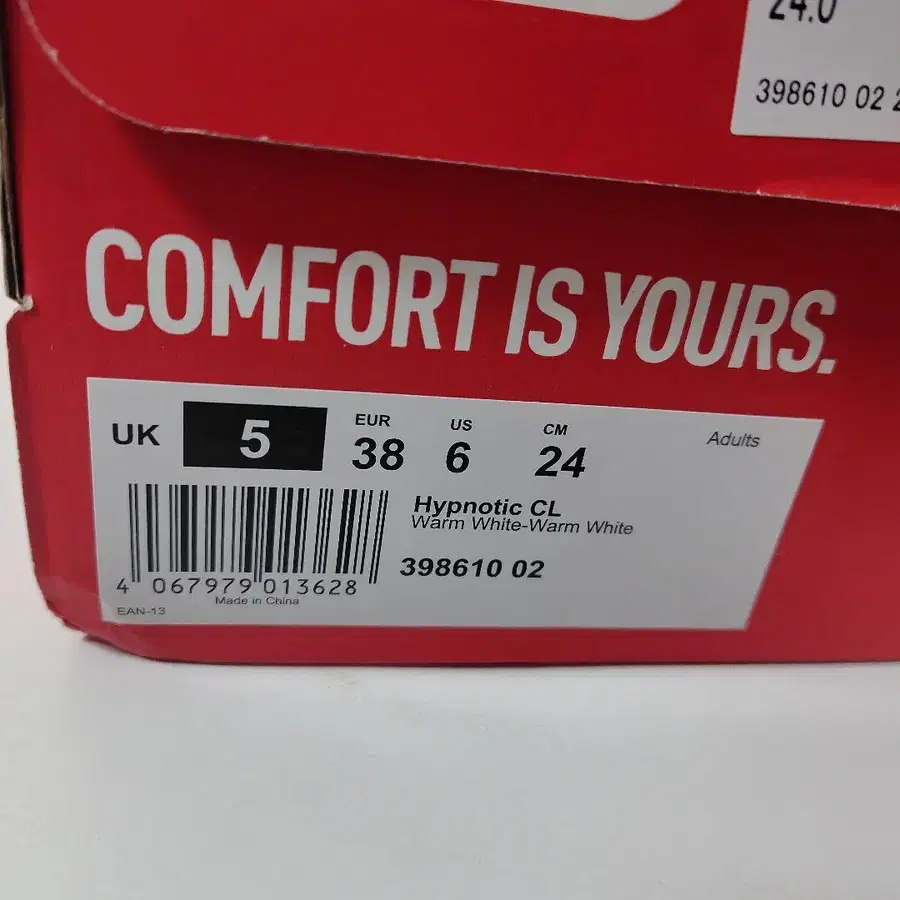 24.0
398610 02
COMFORT IS YOURS.
UK 5 EUR 38 US 6 CM 24 Adults
Hypnotic CL
Warm White-Warm White
398610 02
4 067979 013628
Made in China
EAN-13